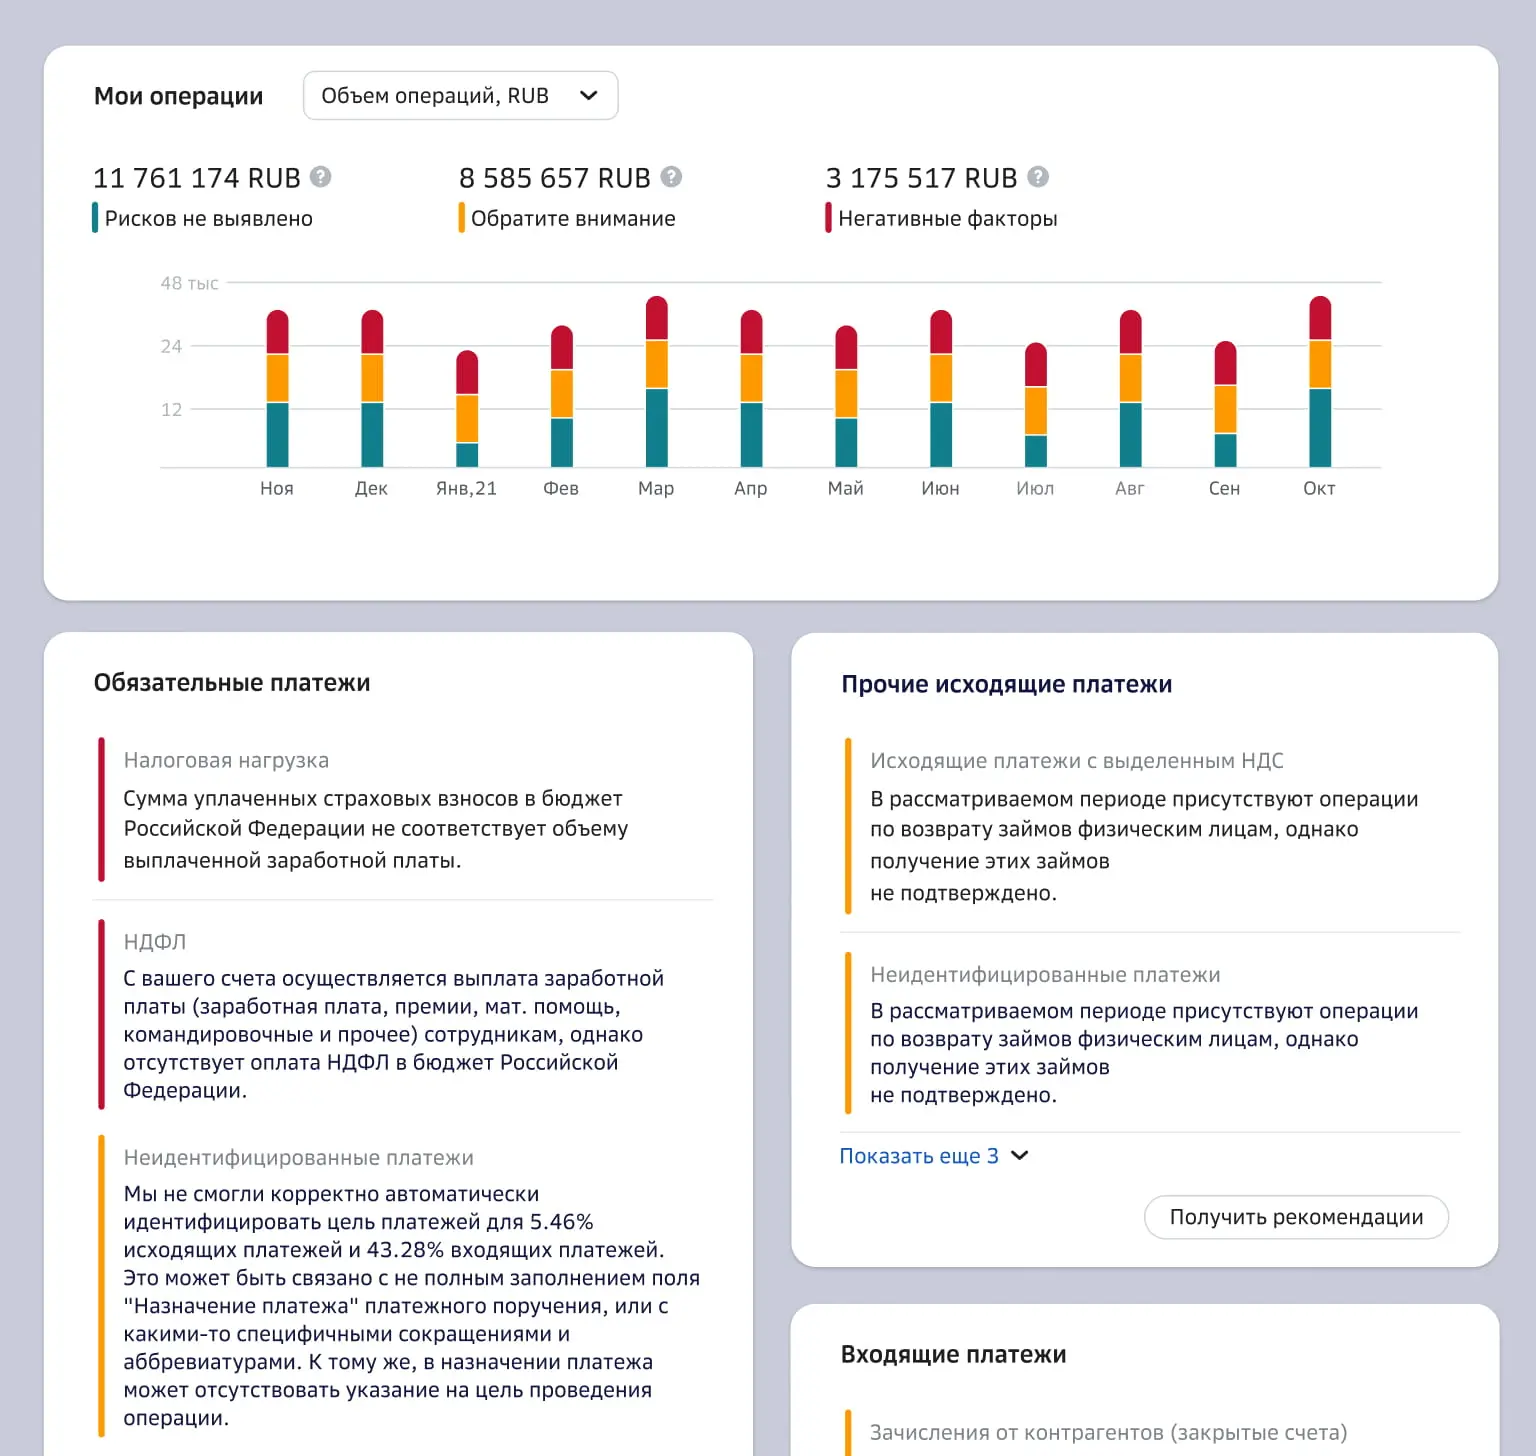 Мои операции
Объем операций, RUB
11 761 174 RUB ?
Рисков не выявлено
8 585 657 RUB ?
Обратите внимание
3 175 517 RUB ?
Негативные факторы
48 тыс
24
12
Ноя Дек Янв,21 Фев Мар Апр Май Июн Июл Авг Сен Окт
Обязательные платежи
Налоговая нагрузка
Сумма уплаченных страховых взносов в бюджет
Российской Федерации не соответствует объему
выплаченной заработной платы.
НДФЛ
С вашего счета осуществляется выплата заработной
платы (заработная плата, премии, мат. помощь,
командировочные и прочее) сотрудникам, однако
отсутствует оплата НДФЛ в бюджет Российской
Федерации.
Неидентифицированные платежи
Мы не смогли корректно автоматически
идентифицировать цель платежей для 5.46%
исходящих платежей и 43.28% входящих платежей.
Это может быть связано с не полным заполнением поля
"Назначение платежа" платежного поручения, или с
какими-то специфичными сокращениями и
аббревиатурами. К тому же, в назначении платежа
может отсутствовать указание на цель проведения
операции.
Прочие исходящие платежи
Исходящие платежи с выделенным НДС
В рассматриваемом периоде присутствуют операции
по возврату займов физическим лицам, однако
получение этих займов
не подтверждено.
Неидентифицированные платежи
В рассматриваемом периоде присутствуют операции
по возврату займов физическим лицам, однако
получение этих займов
не подтверждено.
Показать еще 3
Получить рекомендации
Входящие платежи
Зачисления от контрагентов (закрытые счета)